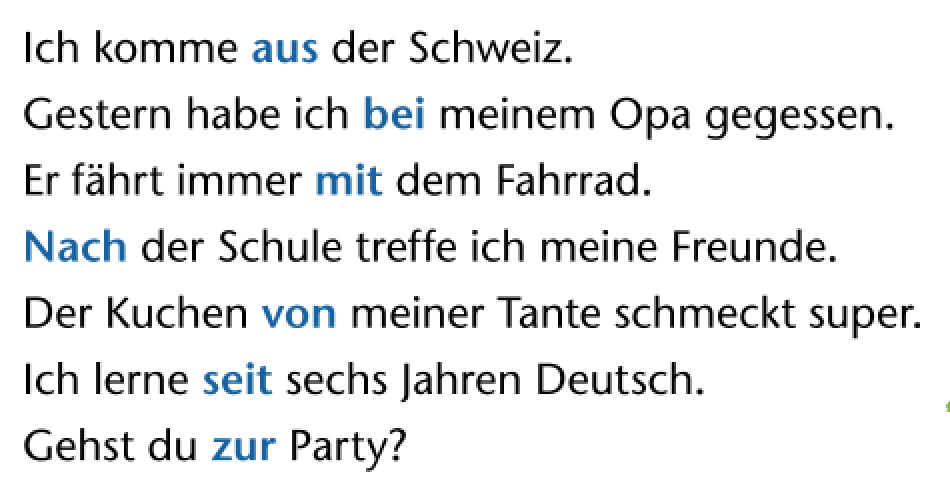 Ich komme aus der Schweiz.
Gestern habe ich bei meinem Opa gegessen.
Er fährt immer mit dem Fahrrad.
Nach der Schule treffe ich meine Freunde.
Der Kuchen von meiner Tante schmeckt super.
Ich lerne seit sechs Jahren Deutsch.
Gehst du zur Party?